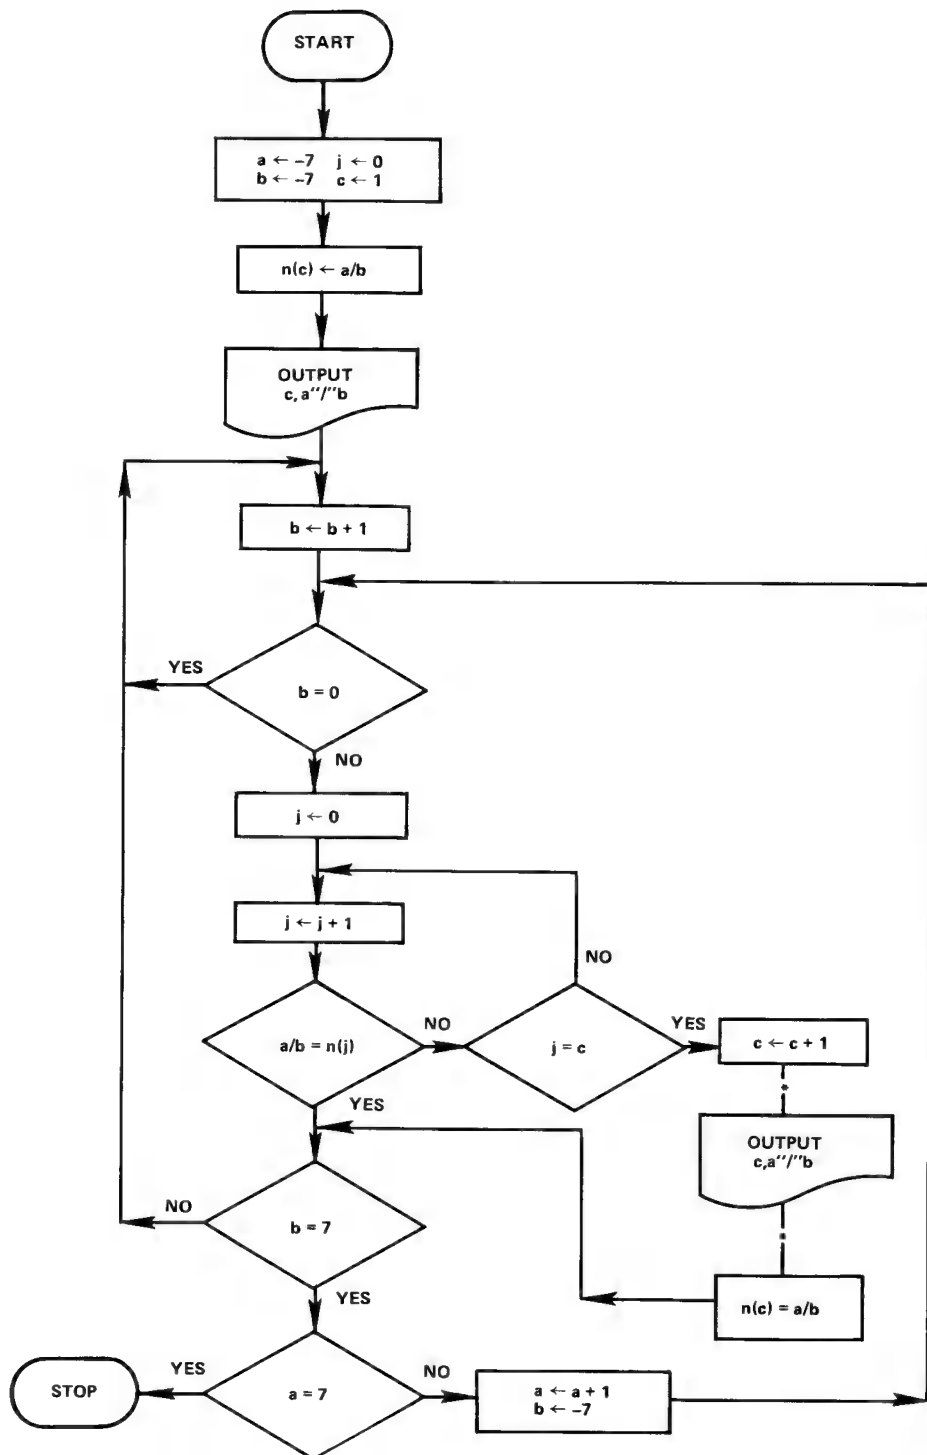 START
a ← −7 j ← 0
b ← −7 c ← 1
n(c) ← a/b
OUTPUT
c, a"/"b
b ← b + 1
YES
b = 0
NO
j ← 0
j ← j + 1
NO
a/b = n(j)
NO
j = c
YES
c ← c + 1
*
YES
OUTPUT
c,a"/"b
NO
b = 7
*
YES
n(c) = a/b
YES
STOP
a = 7
NO
a ← a + 1
b ← −7